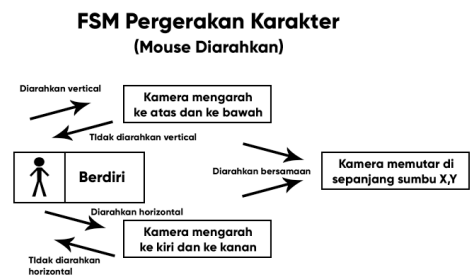 FSM Pergerakan Karakter
(Mouse Diarahkan)
Diarahkan vertical
Kamera mengarah
ke atas dan ke bawah
TIdak diarahkan vertical
Berdiri
Diarahkan bersamaan
Kamera memutar di
sepanjang sumbu X,Y
Diarahkan horizontal
Kamera mengarah
ke kiri dan ke kanan
TIdak diarahkan
horizontal